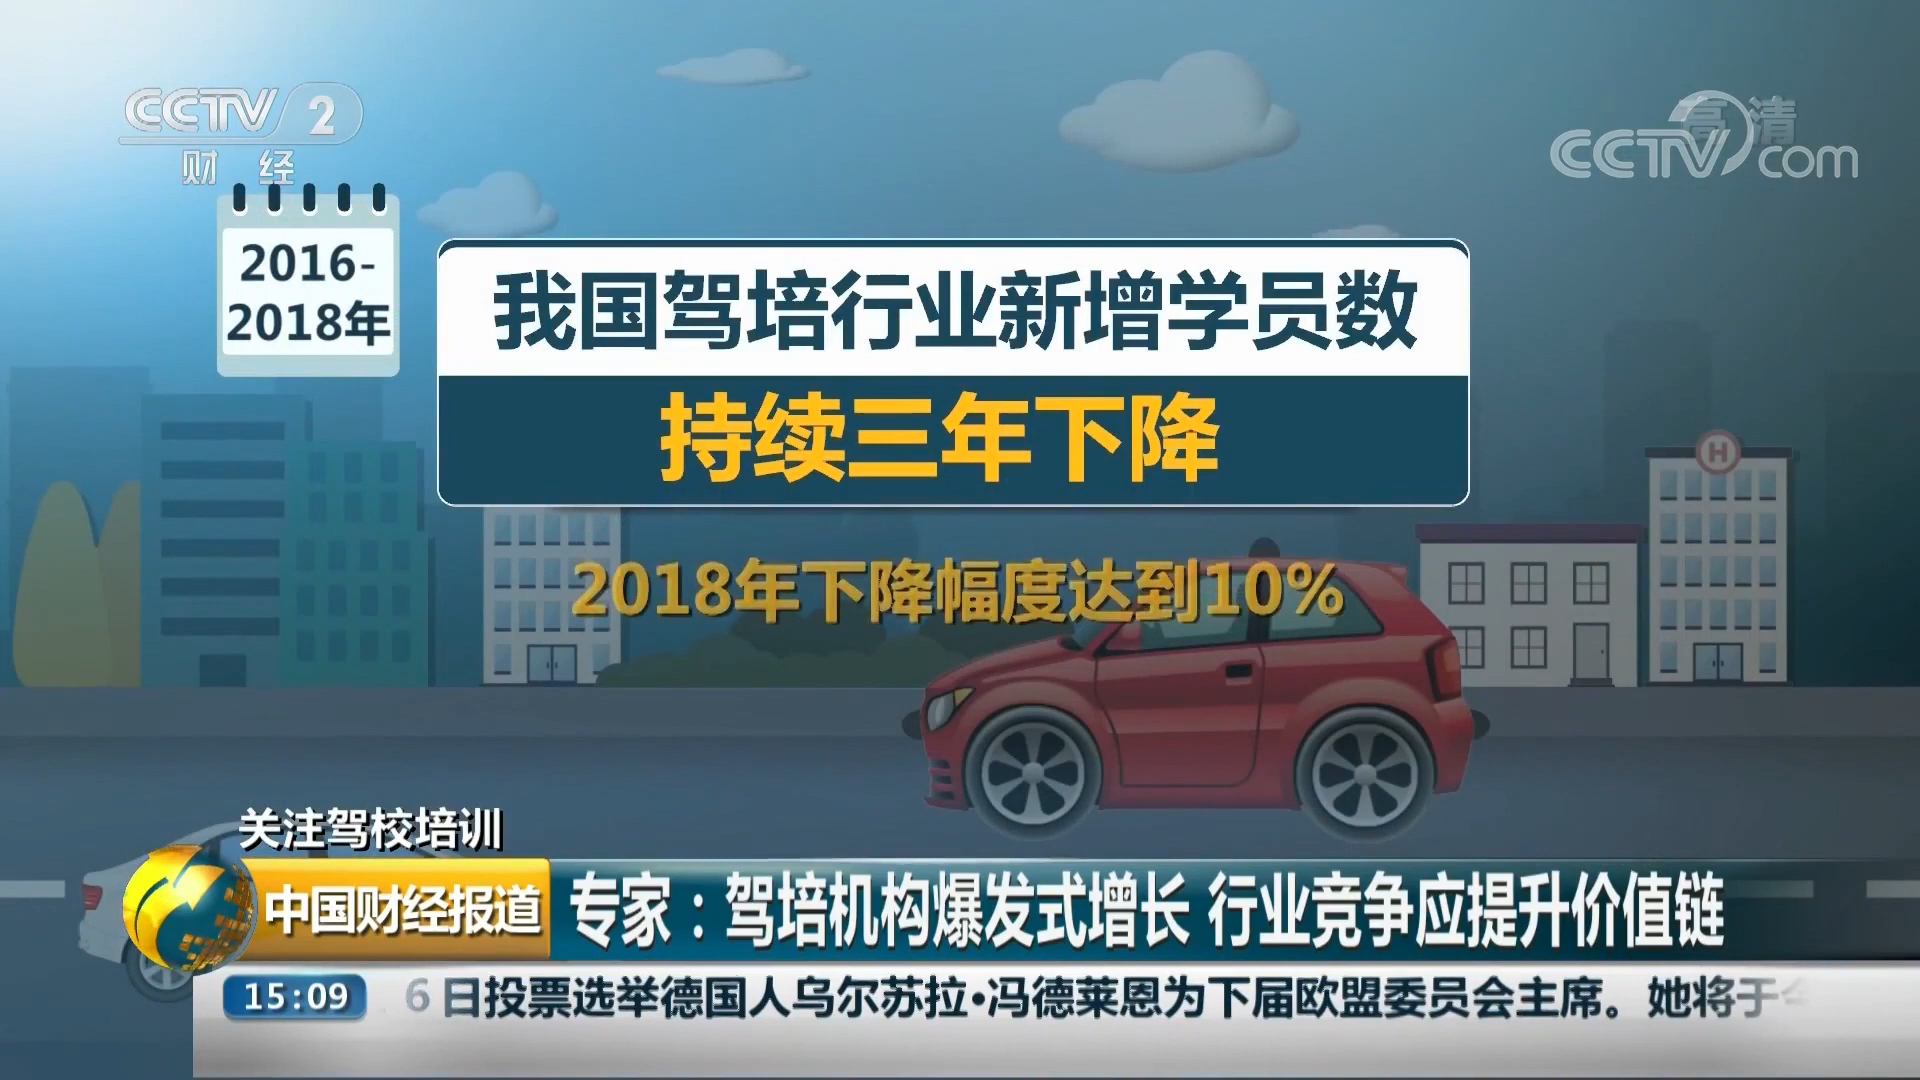 CCTV 2
财 经
高清
CCTV.com
2016-
2018年
我国驾培行业新增学员数
持续三年下降
2018年下降幅度达到10%
H
关注驾校培训
中国财经报道
专家：驾培机构爆发式增长 行业竞争应提升价值链
15:09
6日投票选举德国人乌尔苏拉·冯德莱恩为下届欧盟委员会主席。她将于